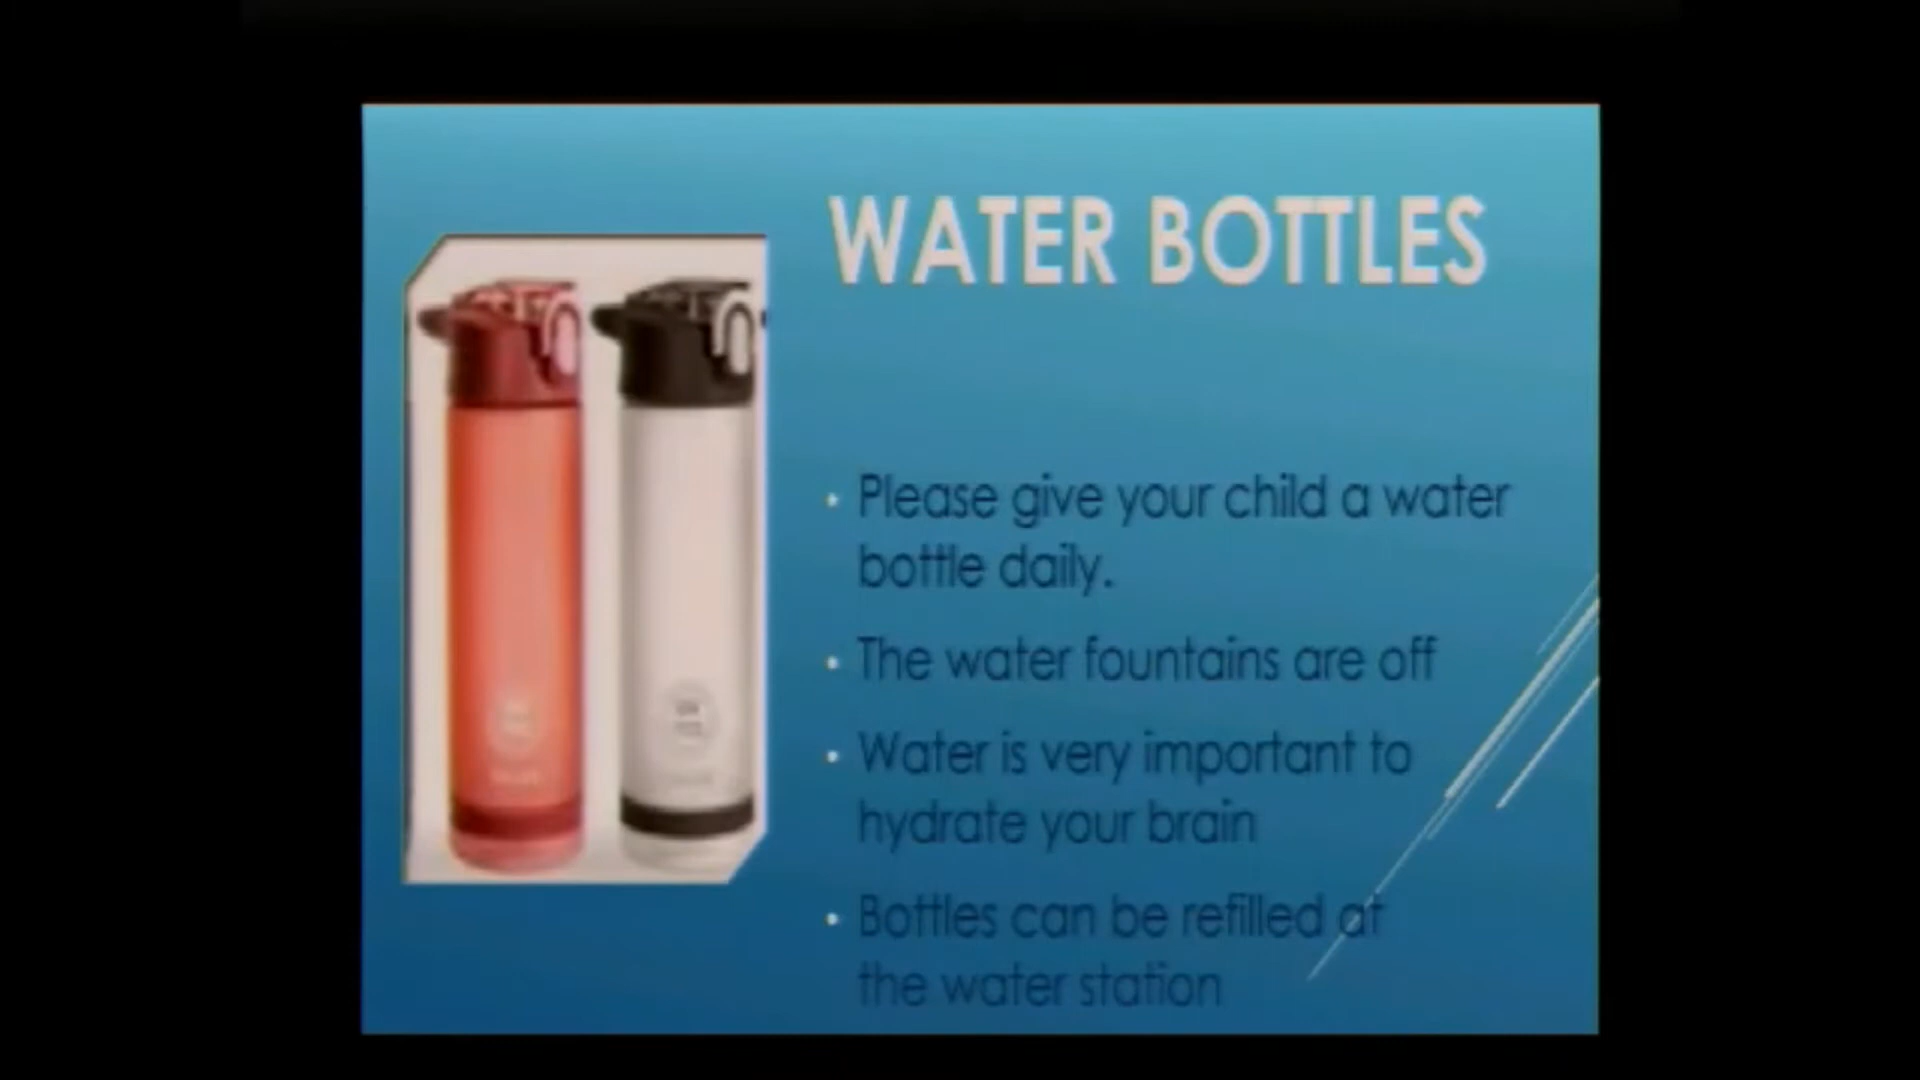 WATER BOTTLES
• Please give your child a water
bottle daily.
• The water fountains are off
• Water is very important to
hydrate your brain
• Bottles can be refilled at
the water station